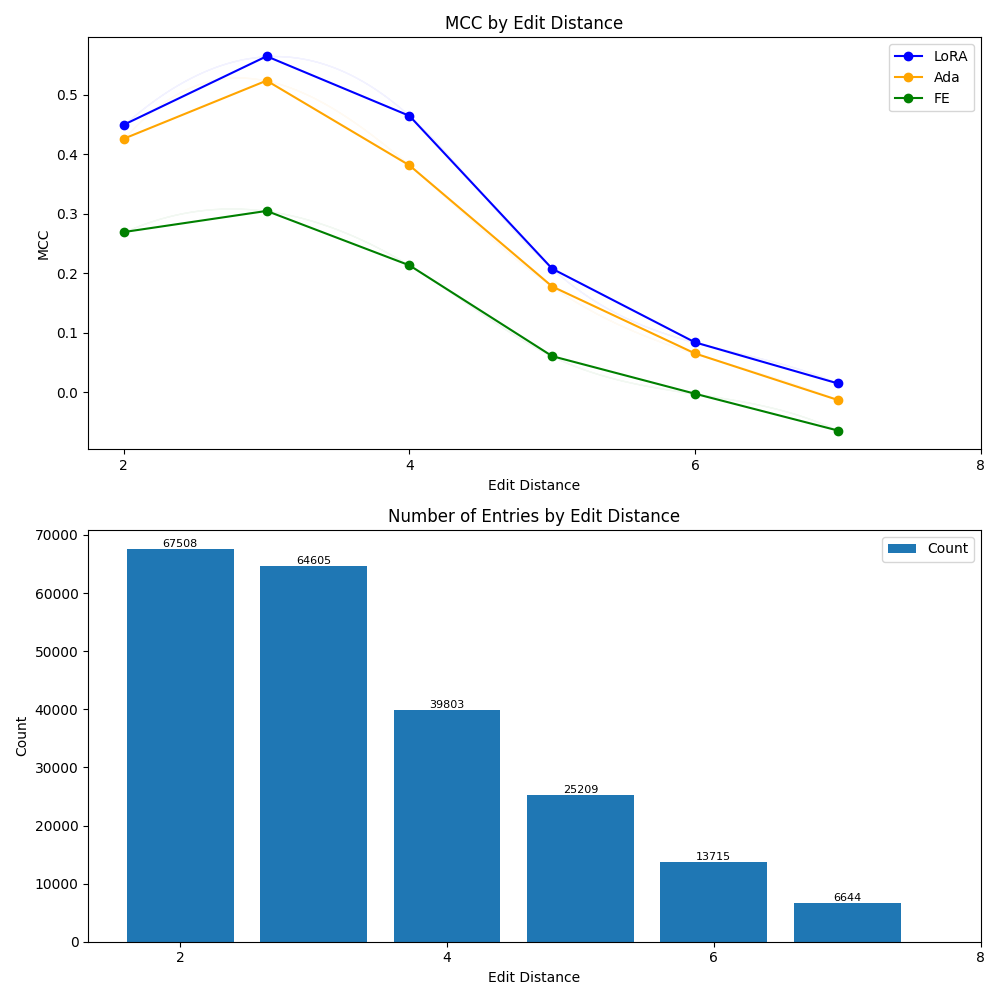 MCC by Edit Distance
LoRA
Ada
FE
0.5
0.4
0.3
0.2
0.1
0.0
MCC
2
4
6
8
Edit Distance
Number of Entries by Edit Distance
Count
70000
60000
50000
40000
30000
20000
10000
0
Count
67508
64605
39803
25209
13715
6644
2
4
6
8
Edit Distance